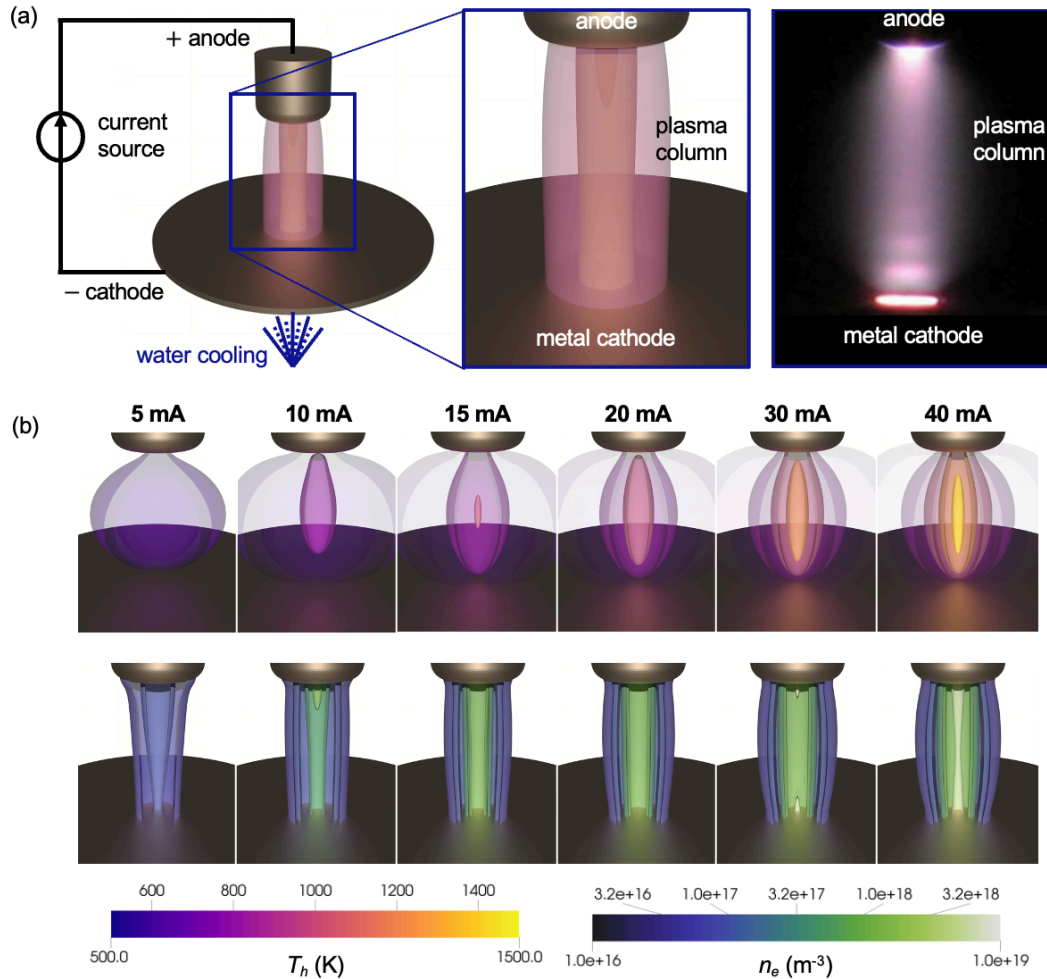 (a)
+ anode
current
source
− cathode
water cooling
anode
plasma
column
metal cathode
anode
plasma
column
metal cathode
(b)
5 mA 10 mA 15 mA 20 mA 30 mA 40 mA
600 800 1000 1200 1400
500.0 1500.0
T_h (K)
3.2e+16 1.0e+17 3.2e+17 1.0e+18 3.2e+18
1.0e+16 1.0e+19
n_e (m⁻³)